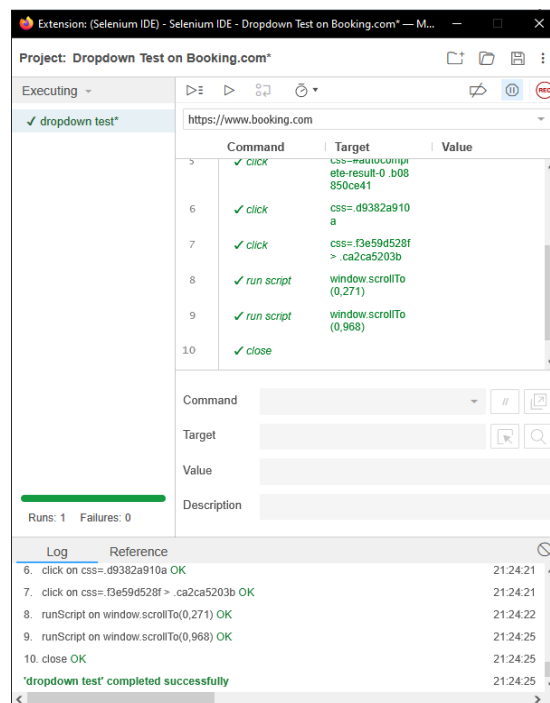 Extension: (Selenium IDE) - Selenium IDE - Dropdown Test on Booking.com* — M...
Project: Dropdown Test on Booking.com*
REC
Executing
✓ dropdown test*
https://www.booking.com
Command Target Value
5 ✓ click css=#autocompl
ete-result-0 .b08
850ce41
6 ✓ click css=.d9382a910
a
7 ✓ click css=.f3e59d528f
> .ca2ca5203b
8 ✓ run script window.scrollTo
(0,271)
9 ✓ run script window.scrollTo
(0,968)
10 ✓ close
Command //
Target
Value
Description
Runs: 1 Failures: 0
Log Reference
6. click on css=.d9382a910a OK 21:24:21
7. click on css=.f3e59d528f > .ca2ca5203b OK 21:24:21
8. runScript on window.scrollTo(0,271) OK 21:24:22
9. runScript on window.scrollTo(0,968) OK 21:24:25
10. close OK 21:24:25
'dropdown test' completed successfully 21:24:25